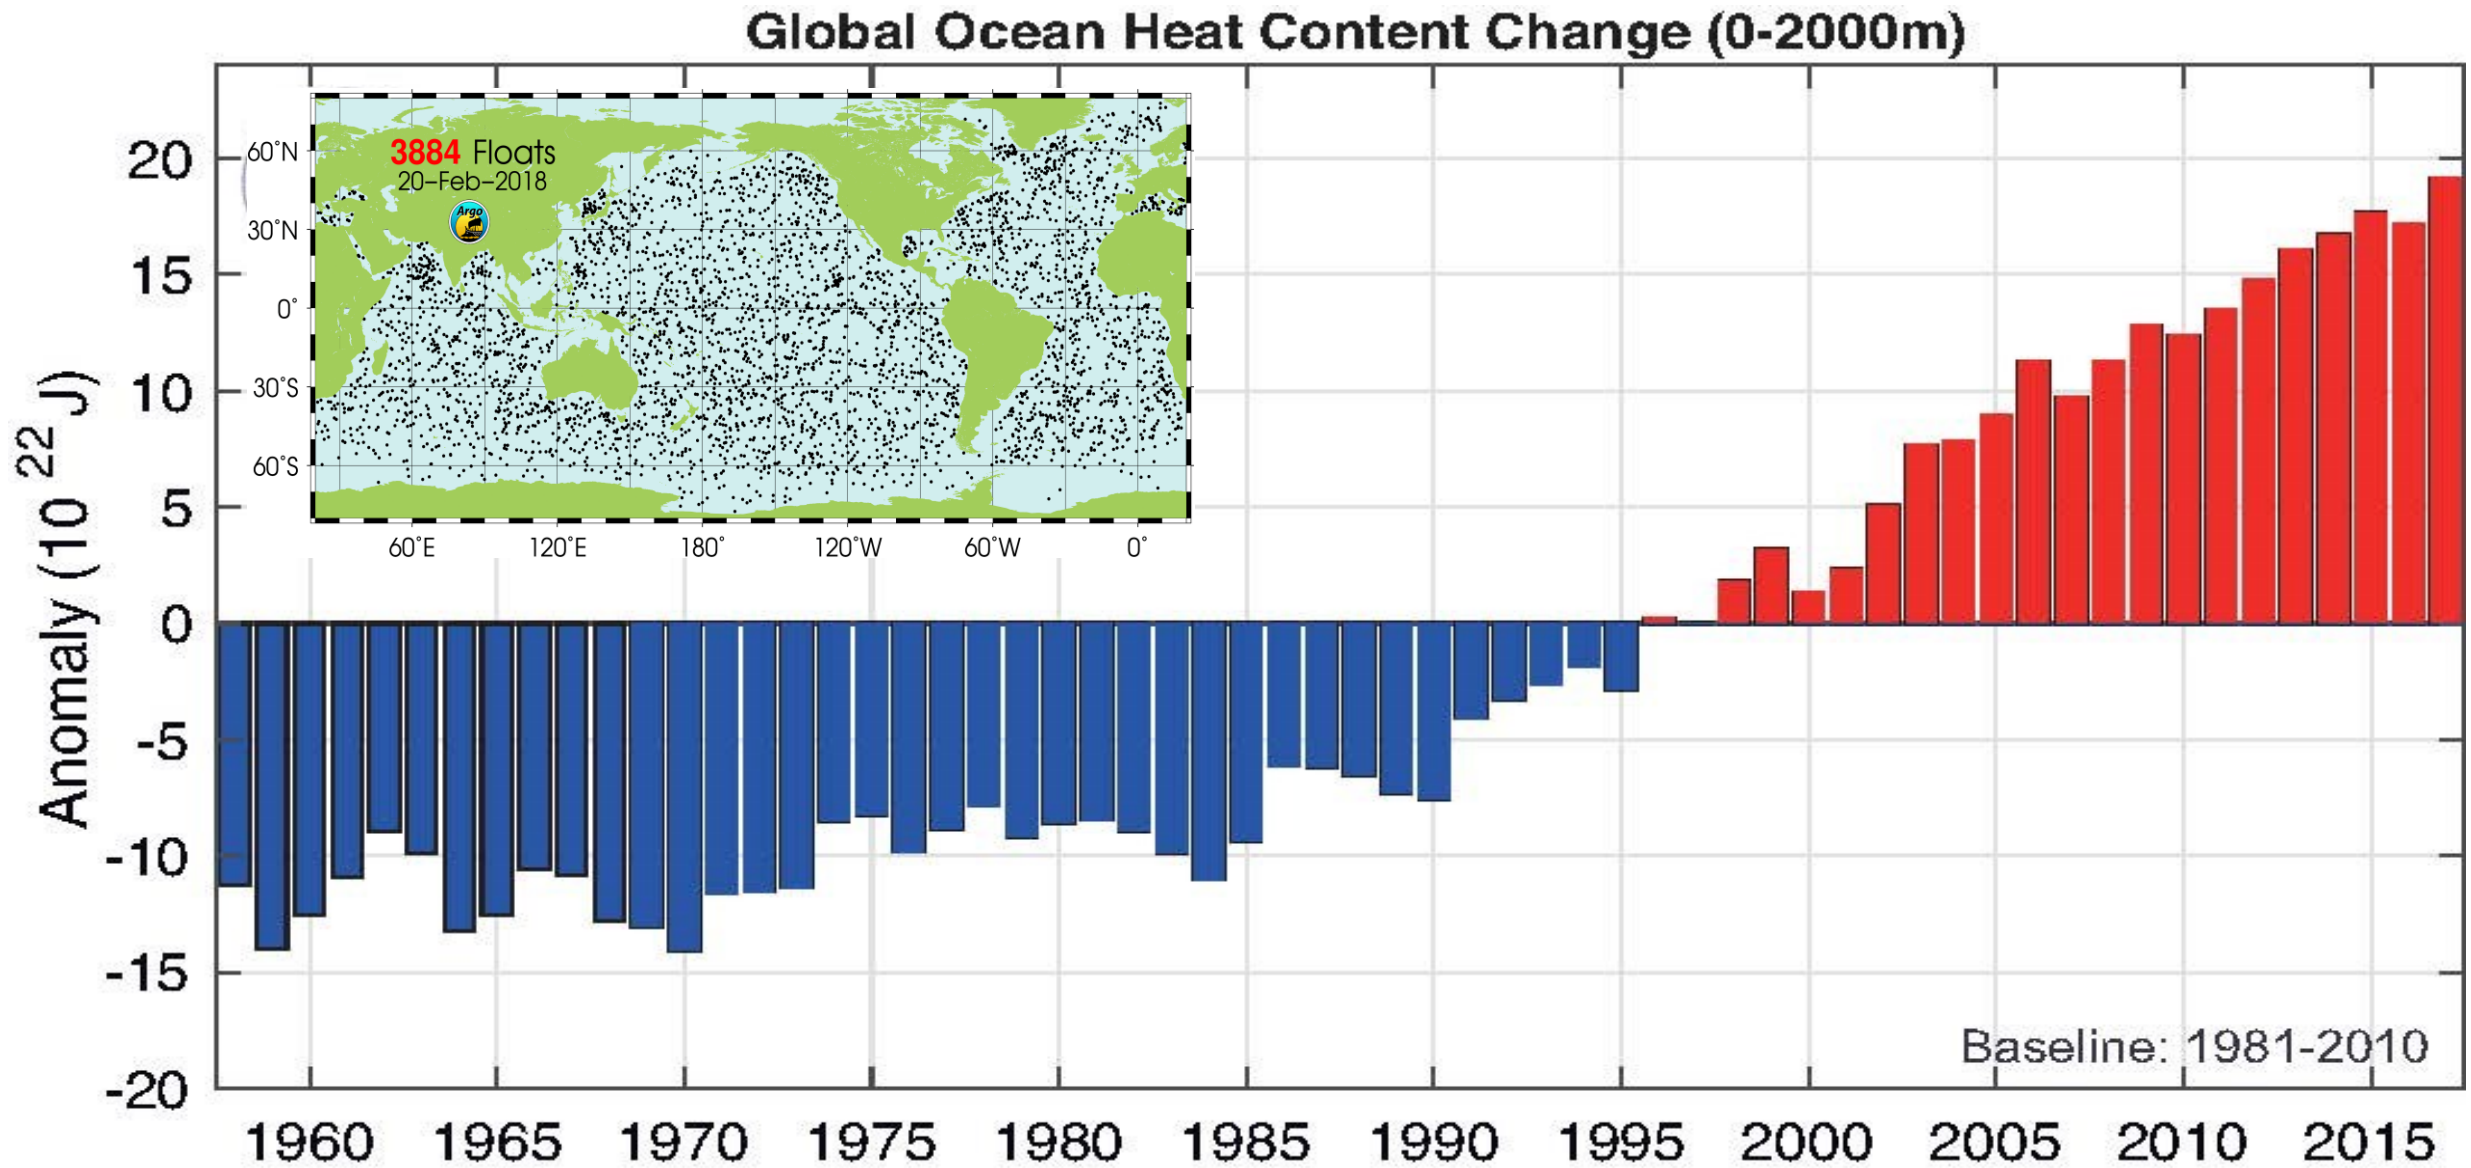 Global Ocean Heat Content Change (0-2000m)
Anomaly (10 22 J)
20
15
10
5
0
-5
-10
-15
-20
3884 Floats
20-Feb-2018
Argo
60°N
30°N
0°
30°S
60°S
60°E 120°E 180° 120°W 60°W 0°
Baseline: 1981-2010
1960 1965 1970 1975 1980 1985 1990 1995 2000 2005 2010 2015